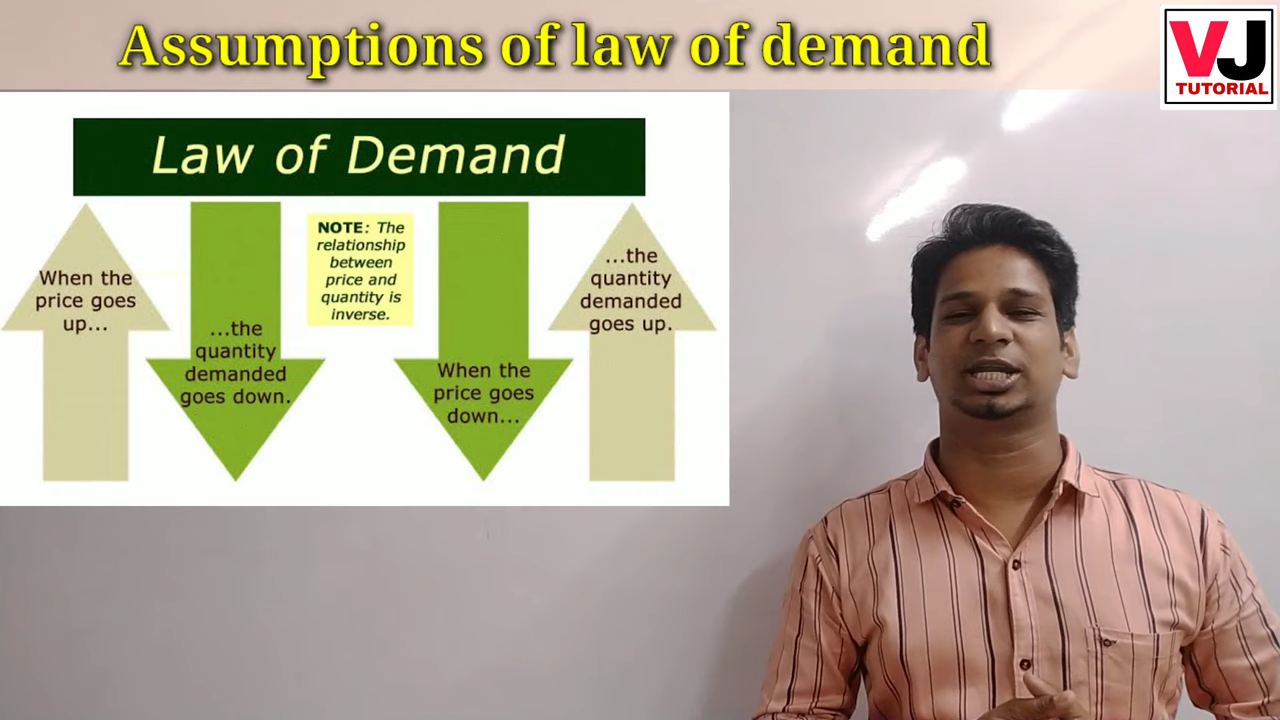 Assumptions of law of demand
VJ
TUTORIAL
Law of Demand
When the
price goes
up...
...the
quantity
demanded
goes down.
NOTE: The
relationship
between
price and
quantity is
inverse.
When the
price goes
down...
...the
quantity
demanded
goes up.